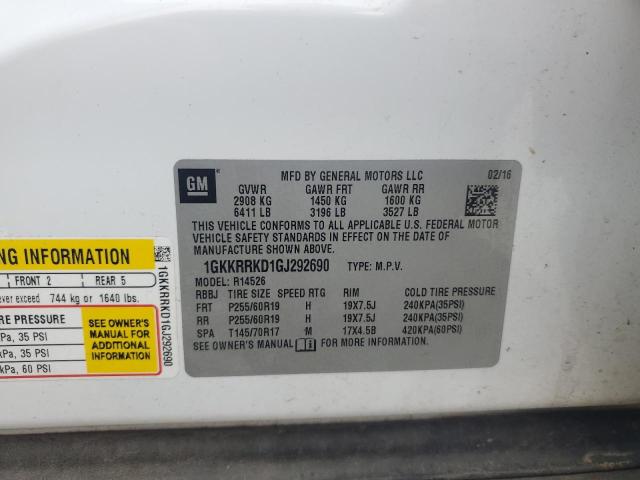 GM
MFD BY GENERAL MOTORS LLC 02/16
GVWR GAWR FRT GAWR RR
2908 KG 1450 KG 1600 KG
6411 LB 3196 LB 3527 LB
THIS VEHICLE CONFORMS TO ALL APPLICABLE U.S. FEDERAL MOTOR
VEHICLE SAFETY STANDARDS IN EFFECT ON THE DATE OF
MANUFACTURE SHOWN ABOVE.
1GKKRRKD1GJ292690 TYPE: M.P.V.
MODEL: R14526
RBBJ TIRE SIZE SPEED RTG RIM COLD TIRE PRESSURE
FRT P255/60R19 H 19X7.5J 240KPA(35PSI)
RR P255/60R19 H 19X7.5J 240KPA(35PSI)
SPA T145/70R17 M 17X4.5B 420KPA(60PSI)
SEE OWNER'S MANUAL FOR MORE INFORMATION.
NG INFORMATION
FRONT 2 REAR 5
ever exceed 744 kg or 1640 lbs.
IRE PRESSURE
kPa, 35 PSI
kPa, 35 PSI
kPa, 60 PSI
SEE OWNER'S
MANUAL FOR
ADDITIONAL
INFORMATION
1GKKRRKD1GJ292690